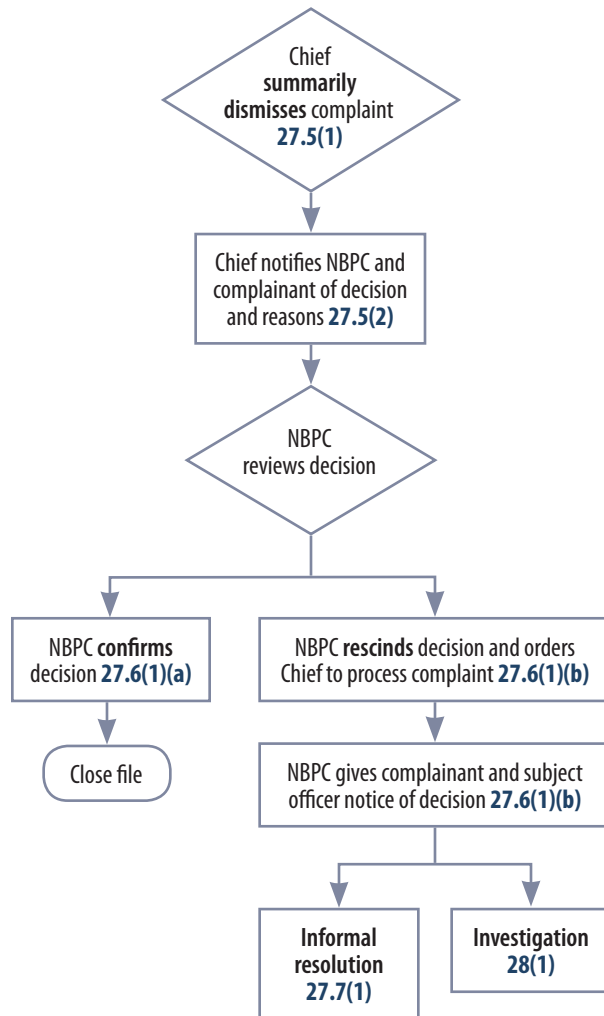 Chief
summarily
dismisses complaint
27.5(1)
Chief notifies NBPC and
complainant of decision
and reasons 27.5(2)
NBPC
reviews decision
NBPC confirms
decision 27.6(1)(a)
Close file
NBPC rescinds decision and orders
Chief to process complaint 27.6(1)(b)
NBPC gives complainant and subject
officer notice of decision 27.6(1)(b)
Informal
resolution
27.7(1)
Investigation
28(1)